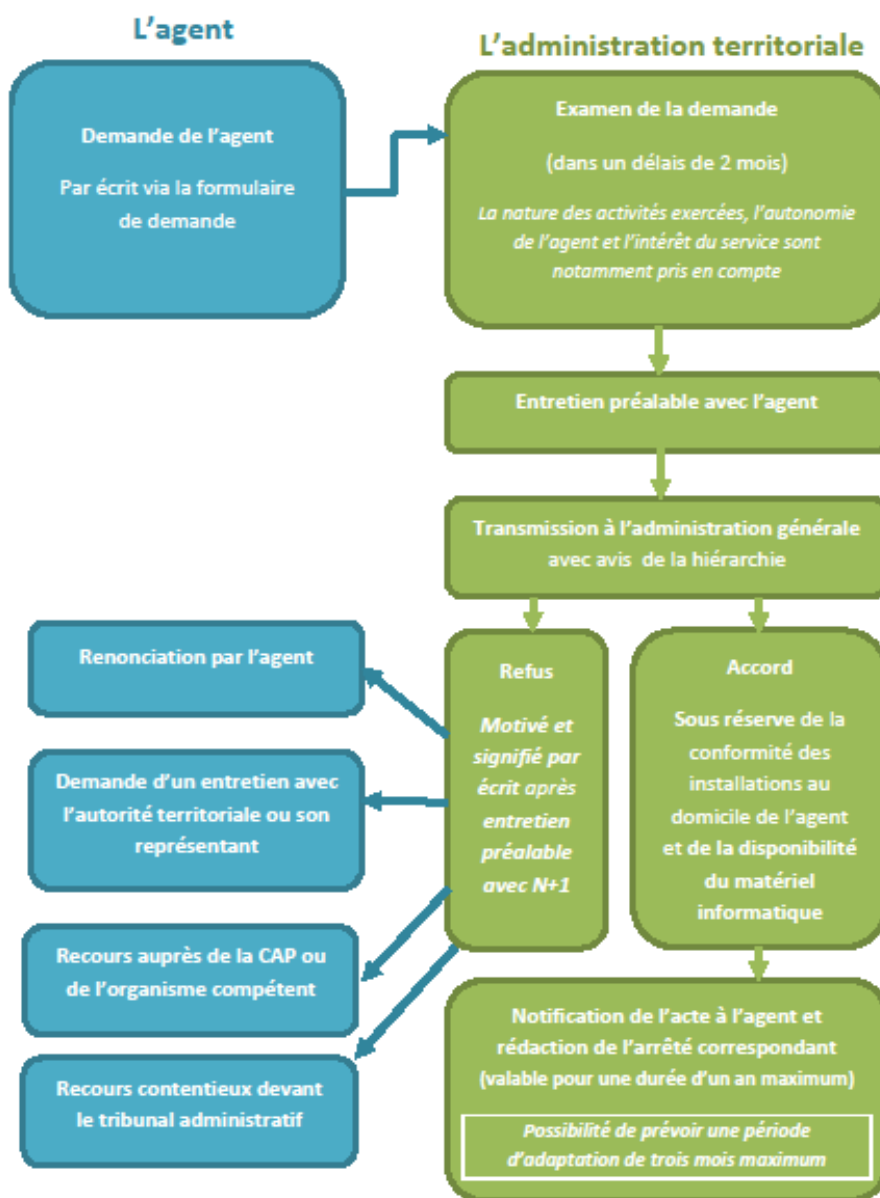 L'agent
L'administration territoriale
Demande de l'agent
Par écrit via la formulaire
de demande
Examen de la demande
(dans un délais de 2 mois)
La nature des activités exercées, l'autonomie
de l'agent et l'intérêt du service sont
notamment pris en compte
Entretien préalable avec l'agent
Transmission à l'administration générale
avec avis de la hiérarchie
Refus
Motivé et
signifié par
écrit après
entretien
préalable
avec N+1
Accord
Sous réserve de la
conformité des
installations au
domicile de l'agent
et de la disponibilité
du matériel
informatique
Renonciation par l'agent
Demande d'un entretien avec
l'autorité territoriale ou son
représentant
Recours auprès de la CAP ou
de l'organisme compétent
Recours contentieux devant
le tribunal administratif
Notification de l'acte à l'agent et
rédaction de l'arrêté correspondant
(valable pour une durée d'un an maximum)
Possibilité de prévoir une période
d'adaptation de trois mois maximum